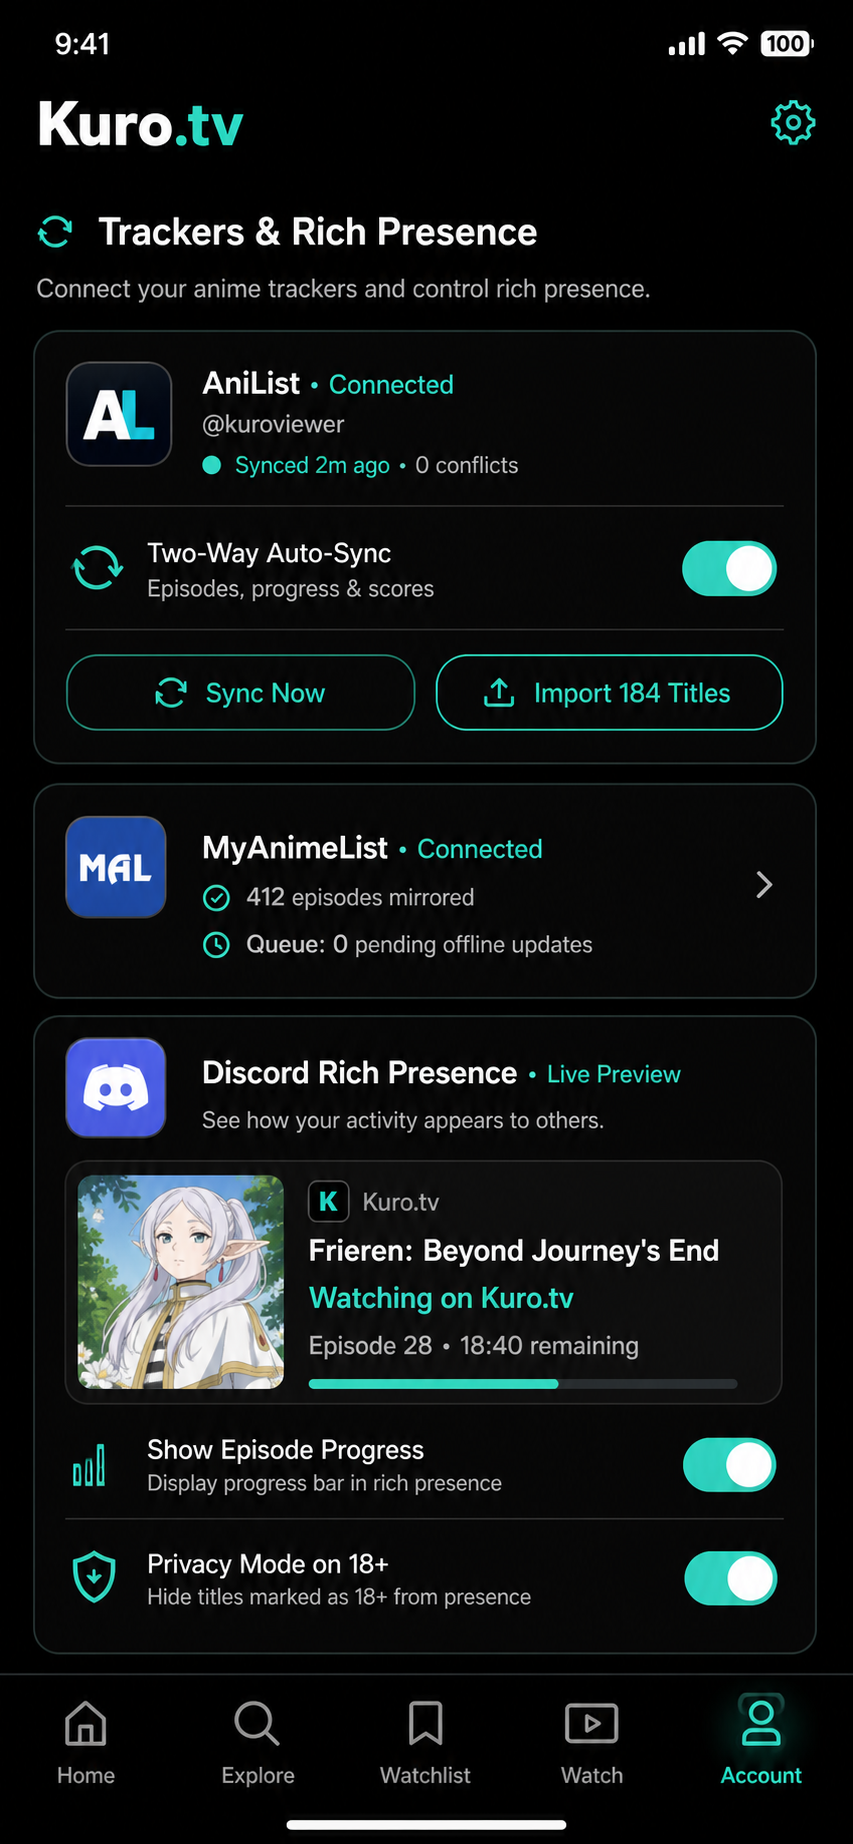 9:41
100
Kuro.tv
Trackers & Rich Presence
Connect your anime trackers and control rich presence.
AL
AniList • Connected
@kuroviewer
Synced 2m ago • 0 conflicts
Two-Way Auto-Sync
Episodes, progress & scores
Sync Now
Import 184 Titles
MAL
MyAnimeList • Connected
412 episodes mirrored
Queue: 0 pending offline updates
Discord Rich Presence • Live Preview
See how your activity appears to others.
K Kuro.tv
Frieren: Beyond Journey's End
Watching on Kuro.tv
Episode 28 • 18:40 remaining
Show Episode Progress
Display progress bar in rich presence
Privacy Mode on 18+
Hide titles marked as 18+ from presence
Home
Explore
Watchlist
Watch
Account